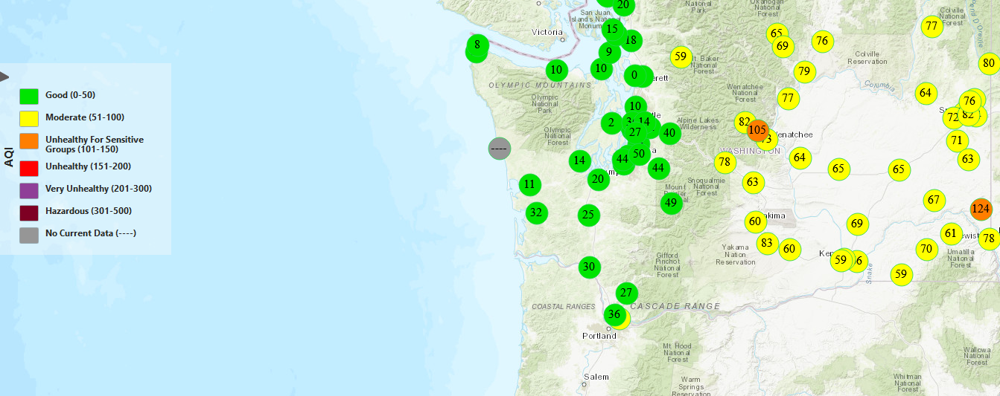 AQI
Good (0-50)
Moderate (51-100)
Unhealthy For Sensitive
Groups (101-150)
Unhealthy (151-200)
Very Unhealthy (201-300)
Hazardous (301-500)
No Current Data (----)
20
National
Park
Okanogan
National
Forest
Colville
National
Forest
San Juan
Islands National
Victoria
15
18
65
76
77
8
9
59
69
Mt. Baker
National
Forest
Colville
Reservation
80
10
10
0
79
OLYMPIC MOUNTAINS
Olympic
National
Park
Wenatchee
National
Forest
Columbia
77
64
76
10
2
14
27
40
Alpine Lakes
Wilderness
82
105
72
82
Olympic
National
Forest
71
----
WASHINGTON
14
44
50
44
78
64
65
65
63
20
11
63
Snoqualmie
National
Forest
Mount
49
67
124
32
25
60
69
61
78
83
60
70
Yakama
Nation
Reservation
Umatilla
National
Forest
59
Snake
30
Gifford
Pinchot
National
Forest
59
27
COASTAL RANGES
CASCADE RANGE
36
Portland
Mt. Hood
National
Forest
Wallowa
National
Forest
Salem
Warm
Springs
Reservation
Whitman
National
Forest